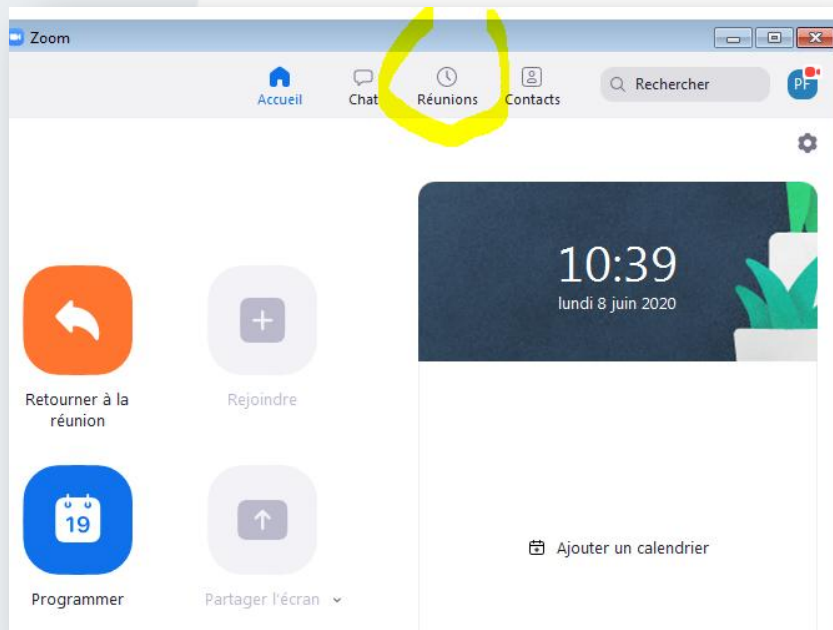 Zoom
Accueil
Chat
Réunions
Contacts
Rechercher
PF
10:39
lundi 8 juin 2020
Retourner à la
réunion
Rejoindre
19
Programmer
Partager l'écran
Ajouter un calendrier